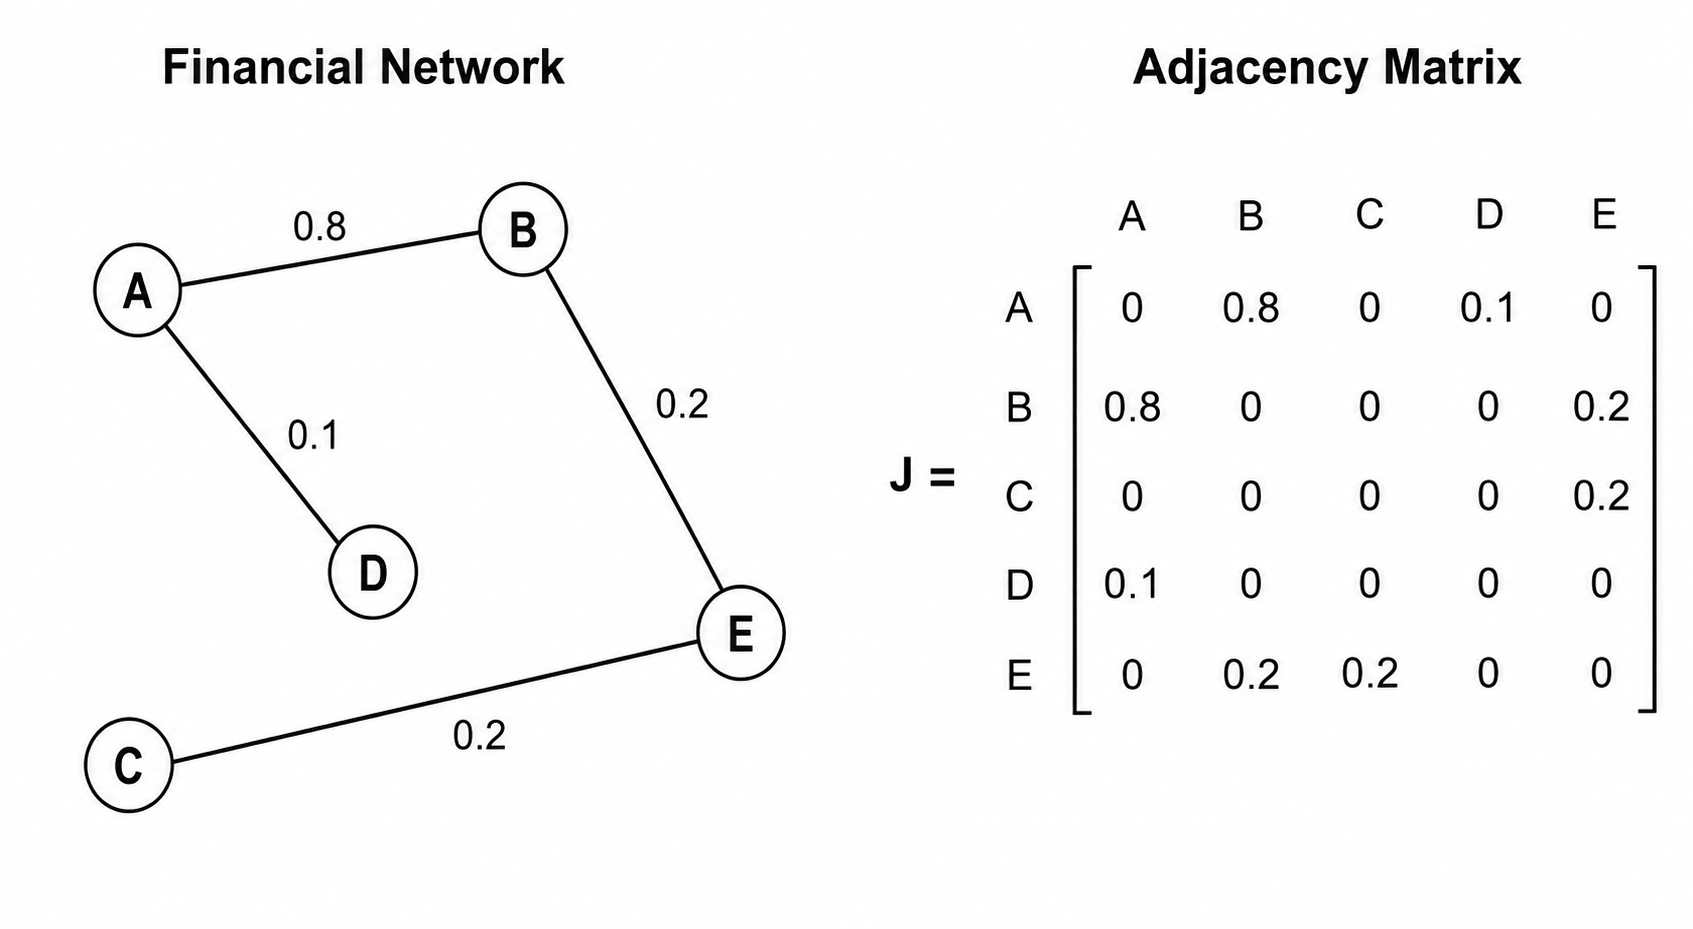 Financial Network
Adjacency Matrix
A
B
C
D
E
0.8
0.1
0.2
0.2
J =
A B C D E
A 0 0.8 0 0.1 0
B 0.8 0 0 0 0.2
C 0 0 0 0 0.2
D 0.1 0 0 0 0
E 0 0.2 0.2 0 0